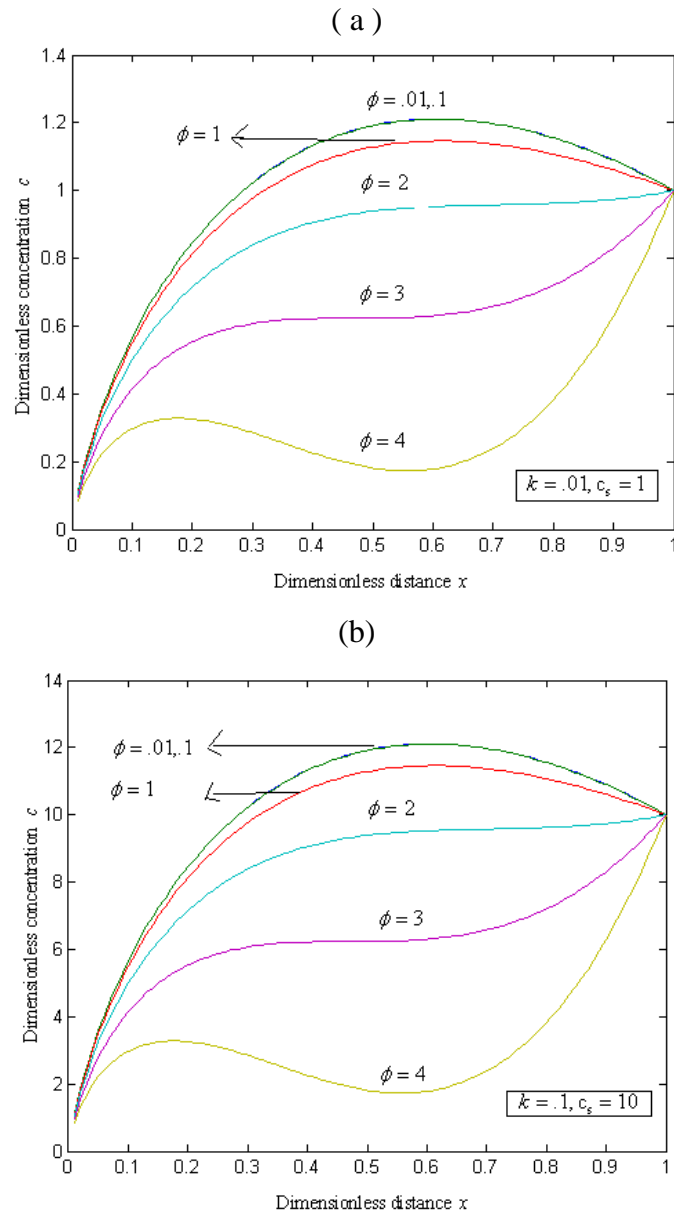 ( a )
1.4
1.2
1
0.8
0.6
0.4
0.2
0
Dimensionless concentration c
ϕ = .01,.1
ϕ = 1
ϕ = 2
ϕ = 3
ϕ = 4
k = .01, cₛ = 1
0 0.1 0.2 0.3 0.4 0.5 0.6 0.7 0.8 0.9 1
Dimensionless distance x
(b)
14
12
10
8
6
4
2
0
Dimensionless concentration c
ϕ = .01,.1
ϕ = 1
ϕ = 2
ϕ = 3
ϕ = 4
k = .1, cₛ = 10
0 0.1 0.2 0.3 0.4 0.5 0.6 0.7 0.8 0.9 1
Dimensionless distance x